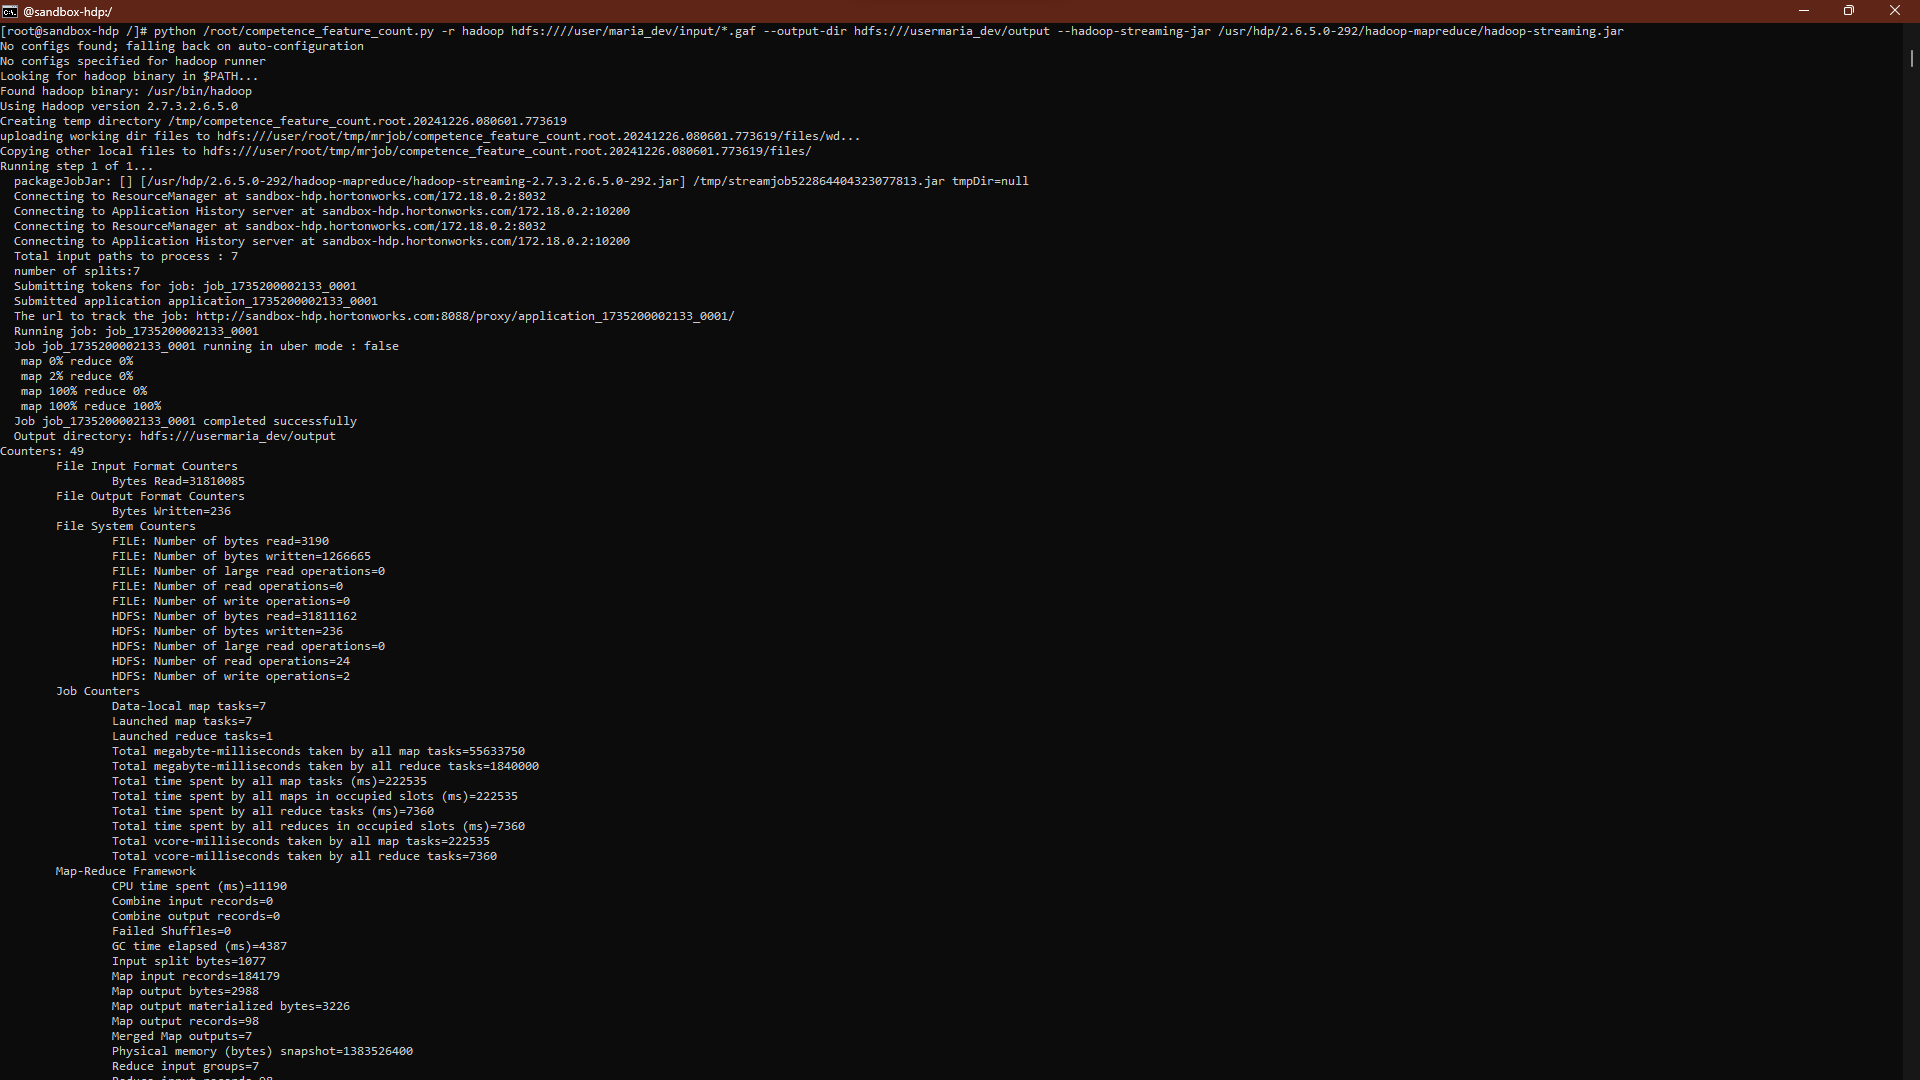 @sandbox-hdp:/
[root@sandbox-hdp /]# python /root/competence_feature_count.py -r hadoop hdfs:////user/maria_dev/input/*.gaf --output-dir hdfs:///usermaria_dev/output --hadoop-streaming-jar /usr/hdp/2.6.5.0-292/hadoop-mapreduce/hadoop-streaming.jar
No configs found; falling back on auto-configuration
No configs specified for hadoop runner
Looking for hadoop binary in $PATH...
Found hadoop binary: /usr/bin/hadoop
Using Hadoop version 2.7.3.2.6.5.0
Creating temp directory /tmp/competence_feature_count.root.20241226.080601.773619
uploading working dir files to hdfs:///user/root/tmp/mrjob/competence_feature_count.root.20241226.080601.773619/files/wd...
Copying other local files to hdfs:///user/root/tmp/mrjob/competence_feature_count.root.20241226.080601.773619/files/
Running step 1 of 1...
packageJobJar: [] [/usr/hdp/2.6.5.0-292/hadoop-mapreduce/hadoop-streaming-2.7.3.2.6.5.0-292.jar] /tmp/streamjob522864404323077813.jar tmpDir=null
Connecting to ResourceManager at sandbox-hdp.hortonworks.com/172.18.0.2:8032
Connecting to Application History server at sandbox-hdp.hortonworks.com/172.18.0.2:10200
Connecting to ResourceManager at sandbox-hdp.hortonworks.com/172.18.0.2:8032
Connecting to Application History server at sandbox-hdp.hortonworks.com/172.18.0.2:10200
Total input paths to process : 7
number of splits:7
Submitting tokens for job: job_1735200002133_0001
Submitted application application_1735200002133_0001
The url to track the job: http://sandbox-hdp.hortonworks.com:8088/proxy/application_1735200002133_0001/
Running job: job_1735200002133_0001
Job job_1735200002133_0001 running in uber mode : false
map 0% reduce 0%
map 2% reduce 0%
map 100% reduce 0%
map 100% reduce 100%
Job job_1735200002133_0001 completed successfully
Output directory: hdfs:///usermaria_dev/output
Counters: 49
File Input Format Counters
Bytes Read=31810085
File Output Format Counters
Bytes Written=236
File System Counters
FILE: Number of bytes read=3190
FILE: Number of bytes written=1266665
FILE: Number of large read operations=0
FILE: Number of read operations=0
FILE: Number of write operations=0
HDFS: Number of bytes read=31811162
HDFS: Number of bytes written=236
HDFS: Number of large read operations=0
HDFS: Number of read operations=24
HDFS: Number of write operations=2
Job Counters
Data-local map tasks=7
Launched map tasks=7
Launched reduce tasks=1
Total megabyte-milliseconds taken by all map tasks=55633750
Total megabyte-milliseconds taken by all reduce tasks=1840000
Total time spent by all map tasks (ms)=222535
Total time spent by all maps in occupied slots (ms)=222535
Total time spent by all reduce tasks (ms)=7360
Total time spent by all reduces in occupied slots (ms)=7360
Total vcore-milliseconds taken by all map tasks=222535
Total vcore-milliseconds taken by all reduce tasks=7360
Map-Reduce Framework
CPU time spent (ms)=11190
Combine input records=0
Combine output records=0
Failed Shuffles=0
GC time elapsed (ms)=4387
Input split bytes=1077
Map input records=184179
Map output bytes=2988
Map output materialized bytes=3226
Map output records=98
Merged Map outputs=7
Physical memory (bytes) snapshot=1383526400
Reduce input groups=7
Reduce input records=98